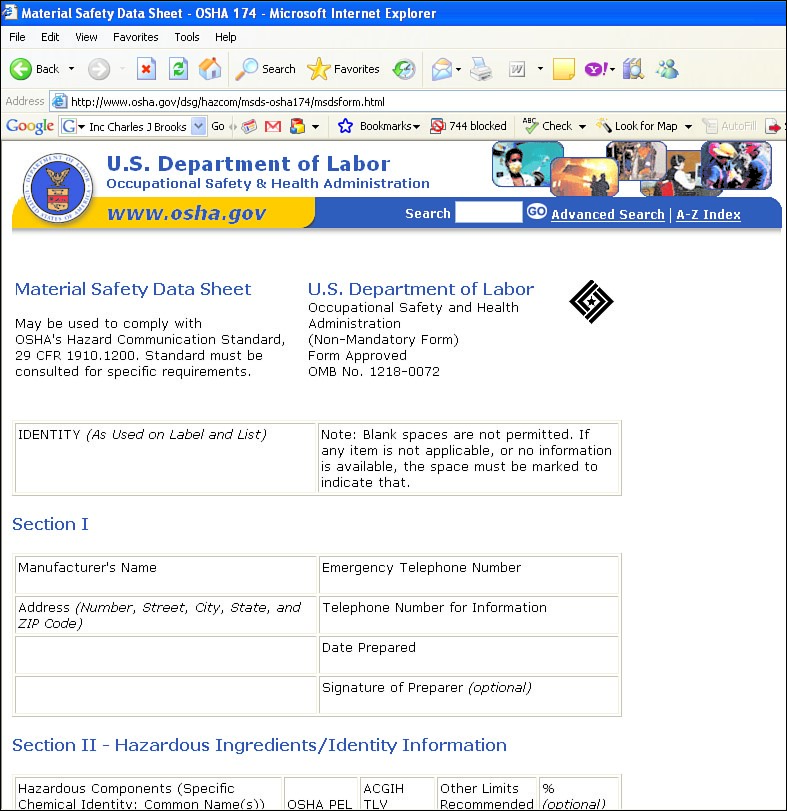 Material Safety Data Sheet - OSHA 174 - Microsoft Internet Explorer
File Edit View Favorites Tools Help
Back Search Favorites
Address http://www.osha.gov/dsg/hazcom/msds-osha174/msdsform.html
Google Inc Charles J Brooks Go Bookmarks 744 blocked Check Look for Map AutoFill
U.S. Department of Labor
Occupational Safety & Health Administration
www.osha.gov
Search GO Advanced Search | A-Z Index
Material Safety Data Sheet
May be used to comply with
OSHA's Hazard Communication Standard,
29 CFR 1910.1200. Standard must be
consulted for specific requirements.
U.S. Department of Labor
Occupational Safety and Health
Administration
(Non-Mandatory Form)
Form Approved
OMB No. 1218-0072
IDENTITY (As Used on Label and List)
Note: Blank spaces are not permitted. If
any item is not applicable, or no information
is available, the space must be marked to
indicate that.
Section I
Manufacturer's Name
Emergency Telephone Number
Address (Number, Street, City, State, and
ZIP Code)
Telephone Number for Information
Date Prepared
Signature of Preparer (optional)
Section II - Hazardous Ingredients/Identity Information
Hazardous Components (Specific
Chemical Identity: Common Name(s))
OSHA PEL
ACGIH
TLV
Other Limits
Recommended
%
(optional)